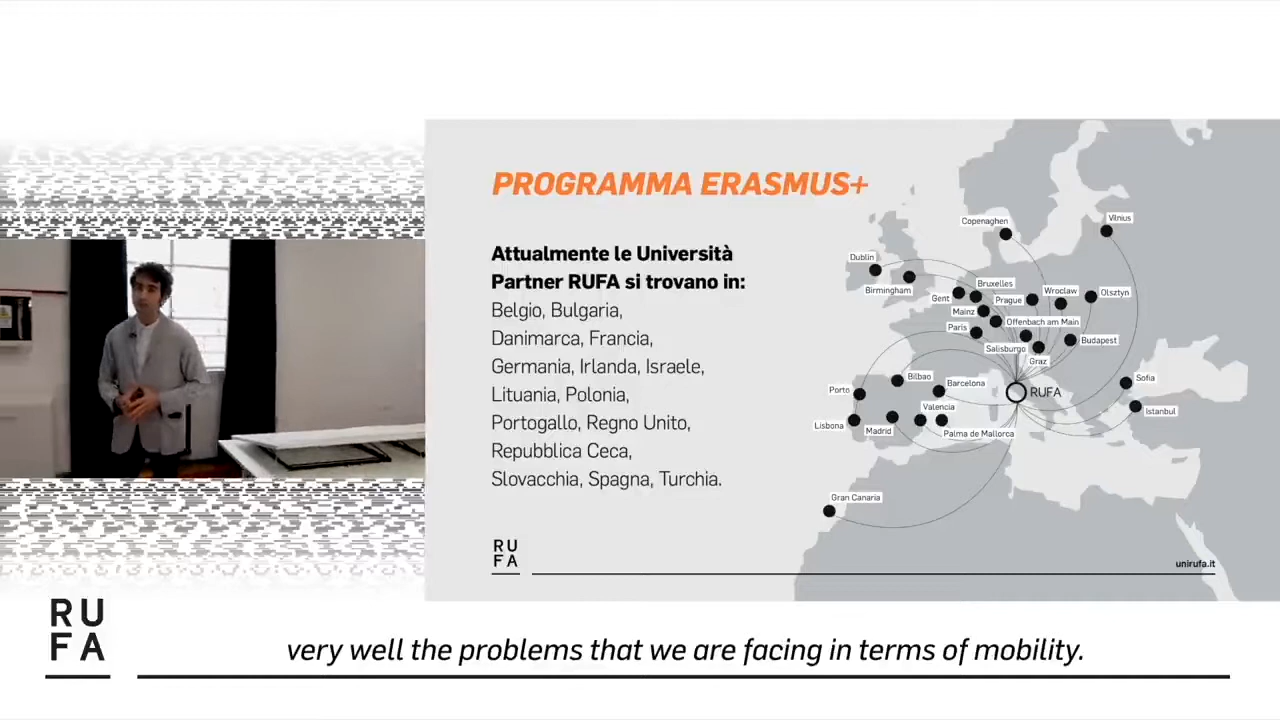 PROGRAMMA ERASMUS+
Attualmente le Università
Partner RUFA si trovano in:
Belgio, Bulgaria,
Danimarca, Francia,
Germania, Irlanda, Israele,
Lituania, Polonia,
Portogallo, Regno Unito,
Repubblica Ceca,
Slovacchia, Spagna, Turchia.
Copenaghen
Vilnius
Dublin
Birmingham
Bruxelles
Gent
Prague
Wroclaw
Olsztyn
Mainz
Offenbach am Main
Paris
Salisburgo
Budapest
Graz
Bilbao
Barcelona
Porto
RUFA
Sofia
Istanbul
Valencia
Lisbona
Madrid
Palma de Mallorca
Gran Canaria
RU
FA
unirufa.it
RU
FA
very well the problems that we are facing in terms of mobility.